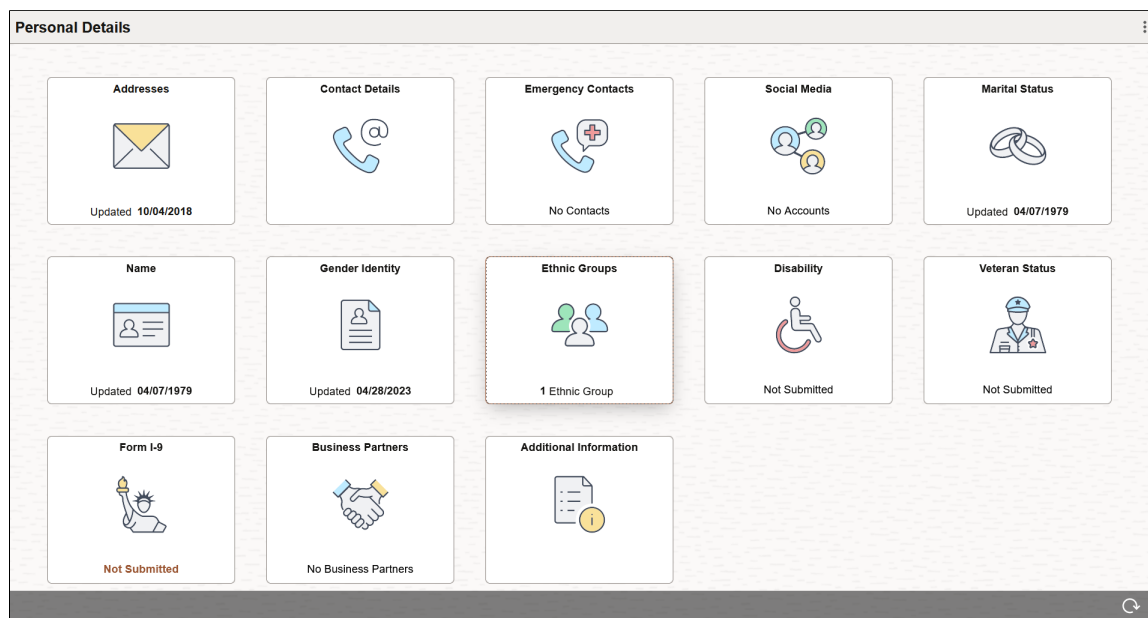 Personal Details
Addresses
Updated 10/04/2018
Contact Details
@
Emergency Contacts
No Contacts
Social Media
No Accounts
Marital Status
Updated 04/07/1979
Name
Updated 04/07/1979
Gender Identity
Updated 04/28/2023
Ethnic Groups
1 Ethnic Group
Disability
Not Submitted
Veteran Status
Not Submitted
Form I-9
Not Submitted
Business Partners
No Business Partners
Additional Information
i